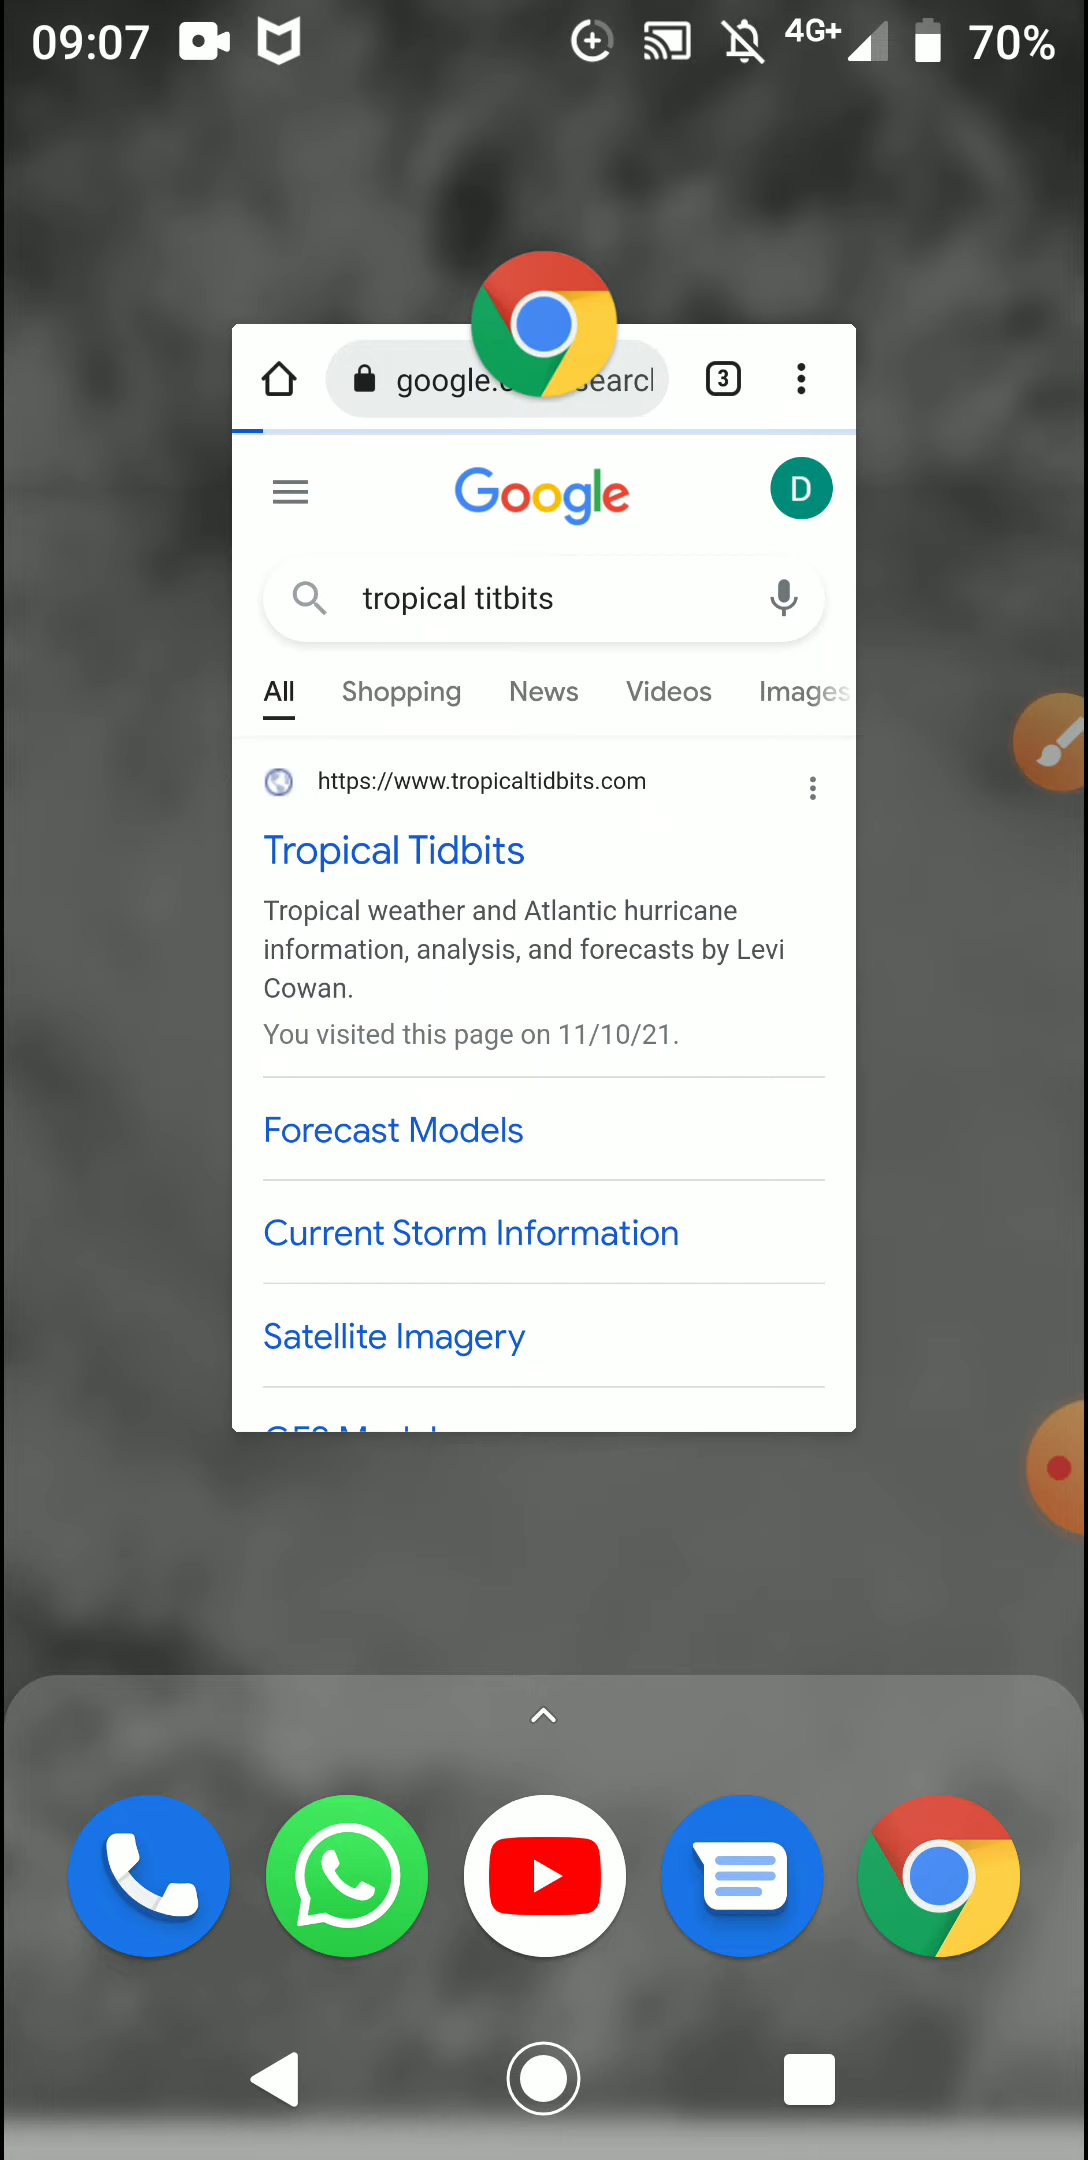 09:07
4G+
70%
3
Google
D
tropical titbits
All Shopping News Videos Images
https://www.tropicaltidbits.com
Tropical Tidbits
Tropical weather and Atlantic hurricane
information, analysis, and forecasts by Levi
Cowan.
You visited this page on 11/10/21.
Forecast Models
Current Storm Information
Satellite Imagery